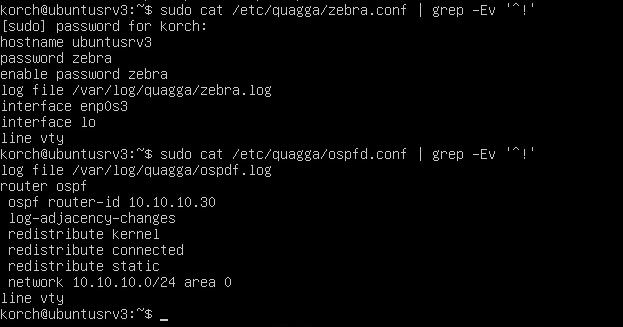 korch@ubuntusrv3:~$ sudo cat /etc/quagga/zebra.conf | grep -Ev '^!'
[sudo] password for korch:
hostname ubuntusrv3
password zebra
enable password zebra
log file /var/log/quagga/zebra.log
interface enp0s3
interface lo
line vty
korch@ubuntusrv3:~$ sudo cat /etc/quagga/ospfd.conf | grep -Ev '^!'
log file /var/log/quagga/ospdf.log
router ospf
 ospf router-id 10.10.10.30
 log-adjacency-changes
 redistribute kernel
 redistribute connected
 redistribute static
 network 10.10.10.0/24 area 0
line vty
korch@ubuntusrv3:~$ _